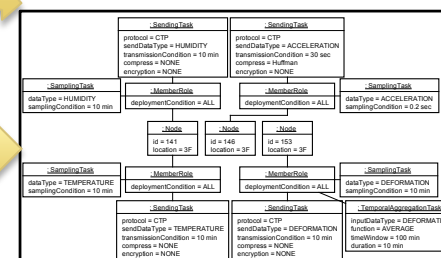 : SendingTask
protocol = CTP
sendDataType = HUMIDITY
transmissionCondition = 10 min
compress = NONE
encryption = NONE
: SendingTask
protocol = CTP
sendDataType = ACCELERATION
transmissionCondition = 30 sec
compress = Huffman
encryption = NONE
: SamplingTask
dataType = HUMIDITY
samplingCondition = 10 min
: MemberRole
deploymentCondition = ALL
: MemberRole
deploymentCondition = ALL
: SamplingTask
dataType = ACCELERATION
samplingCondition = 0.2 sec
: Node
id = 141
location = 3F
: Node
id = 146
location = 3F
: Node
id = 153
location = 3F
: SamplingTask
dataType = TEMPERATURE
samplingCondition = 10 min
: MemberRole
deploymentCondition = ALL
: MemberRole
deploymentCondition = ALL
: SamplingTask
dataType = DEFORMATION
samplingCondition = 10 min
: SendingTask
protocol = CTP
sendDataType = TEMPERATURE
transmissionCondition = 10 min
compress = NONE
encryption = NONE
: SendingTask
protocol = CTP
sendDataType = DEFORMATION
transmissionCondition = 10 min
compress = NONE
encryption = NONE
: TemporalAggregationTask
inputDataType = DEFORMATI
function = AVERAGE
timeWindow = 100 min
duration = 10 min